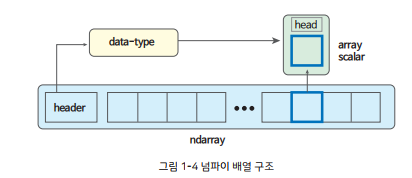 head
data-type
array
scalar
header
ndarray
그림 1-4 넘파이 배열 구조